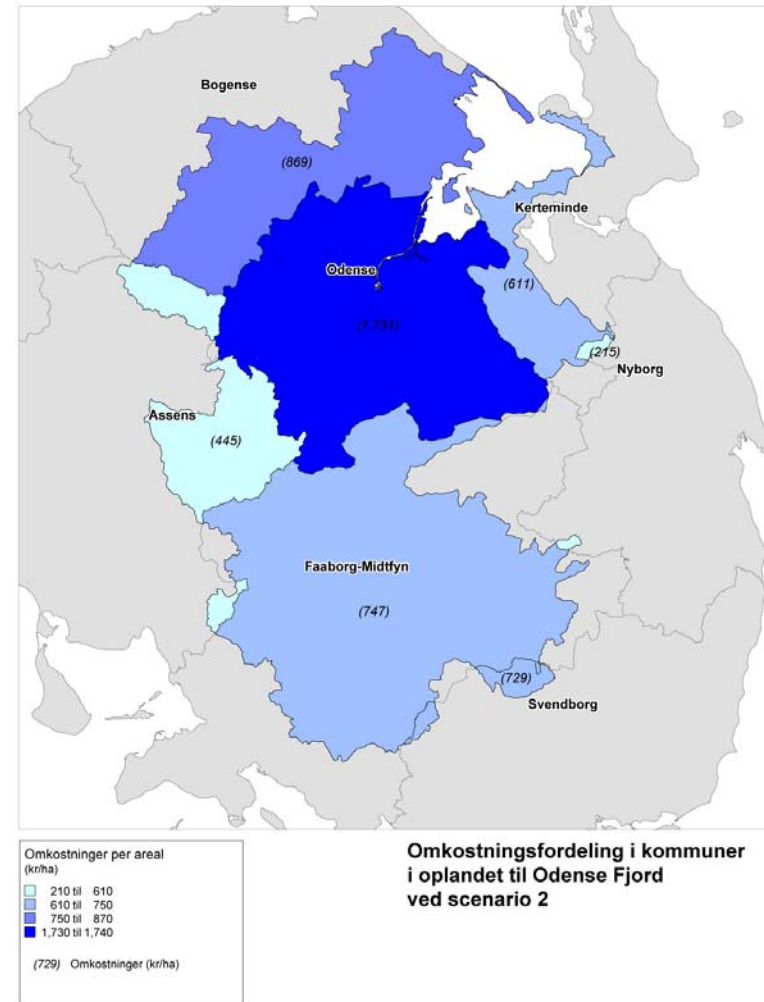 Bogense
(869)
Kerteminde
Odense
(611)
(1.731)
(215)
Nyborg
Assens
(445)
Faaborg-Midtfyn
(747)
(729)
Svendborg
Omkostninger per areal
(kr/ha)
210 til 610
610 til 750
750 til 870
1,730 til 1,740
(729) Omkostninger (kr/ha)
Omkostningsfordeling i kommuner
i oplandet til Odense Fjord
ved scenario 2